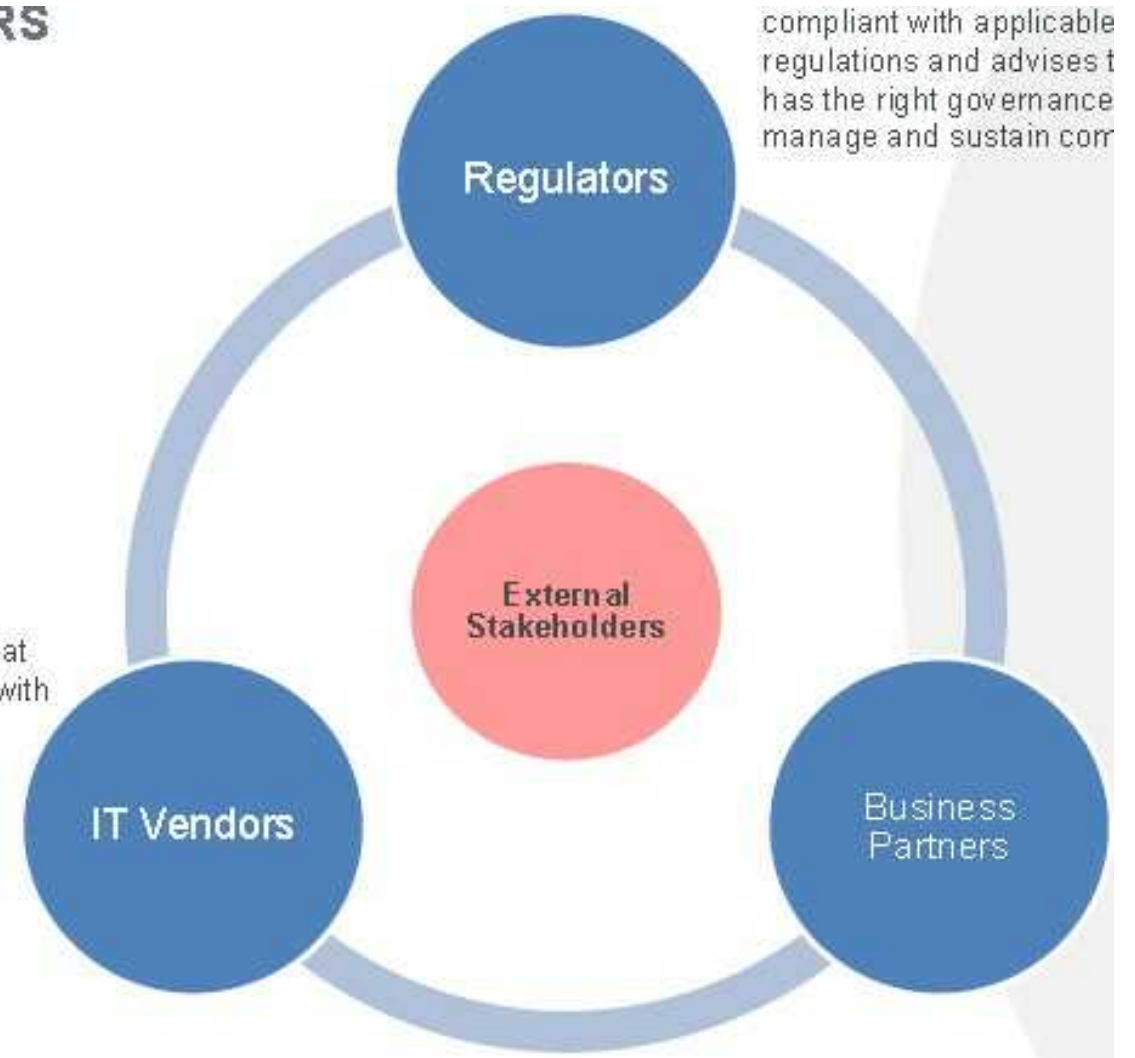 RS
compliant with applicable
regulations and advises t
has the right governance
manage and sustain com
Regulators
External
Stakeholders
at
with
IT Vendors
Business
Partners